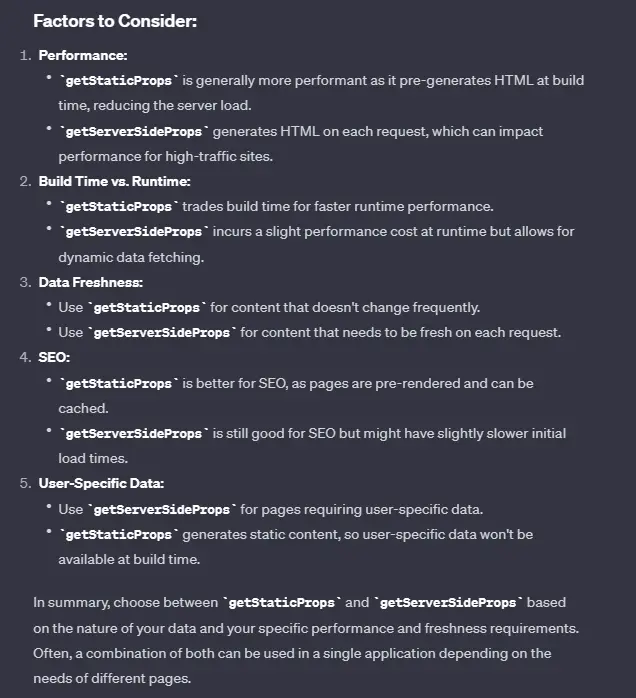 Factors to Consider:
1. Performance:
• `getStaticProps` is generally more performant as it pre-generates HTML at build
time, reducing the server load.
• `getServerSideProps` generates HTML on each request, which can impact
performance for high-traffic sites.
2. Build Time vs. Runtime:
• `getStaticProps` trades build time for faster runtime performance.
• `getServerSideProps` incurs a slight performance cost at runtime but allows for
dynamic data fetching.
3. Data Freshness:
• Use `getStaticProps` for content that doesn't change frequently.
• Use `getServerSideProps` for content that needs to be fresh on each request.
4. SEO:
• `getStaticProps` is better for SEO, as pages are pre-rendered and can be
cached.
• `getServerSideProps` is still good for SEO but might have slightly slower initial
load times.
5. User-Specific Data:
• Use `getServerSideProps` for pages requiring user-specific data.
• `getStaticProps` generates static content, so user-specific data won't be
available at build time.
In summary, choose between `getStaticProps` and `getServerSideProps` based
on the nature of your data and your specific performance and freshness requirements.
Often, a combination of both can be used in a single application depending on the
needs of different pages.